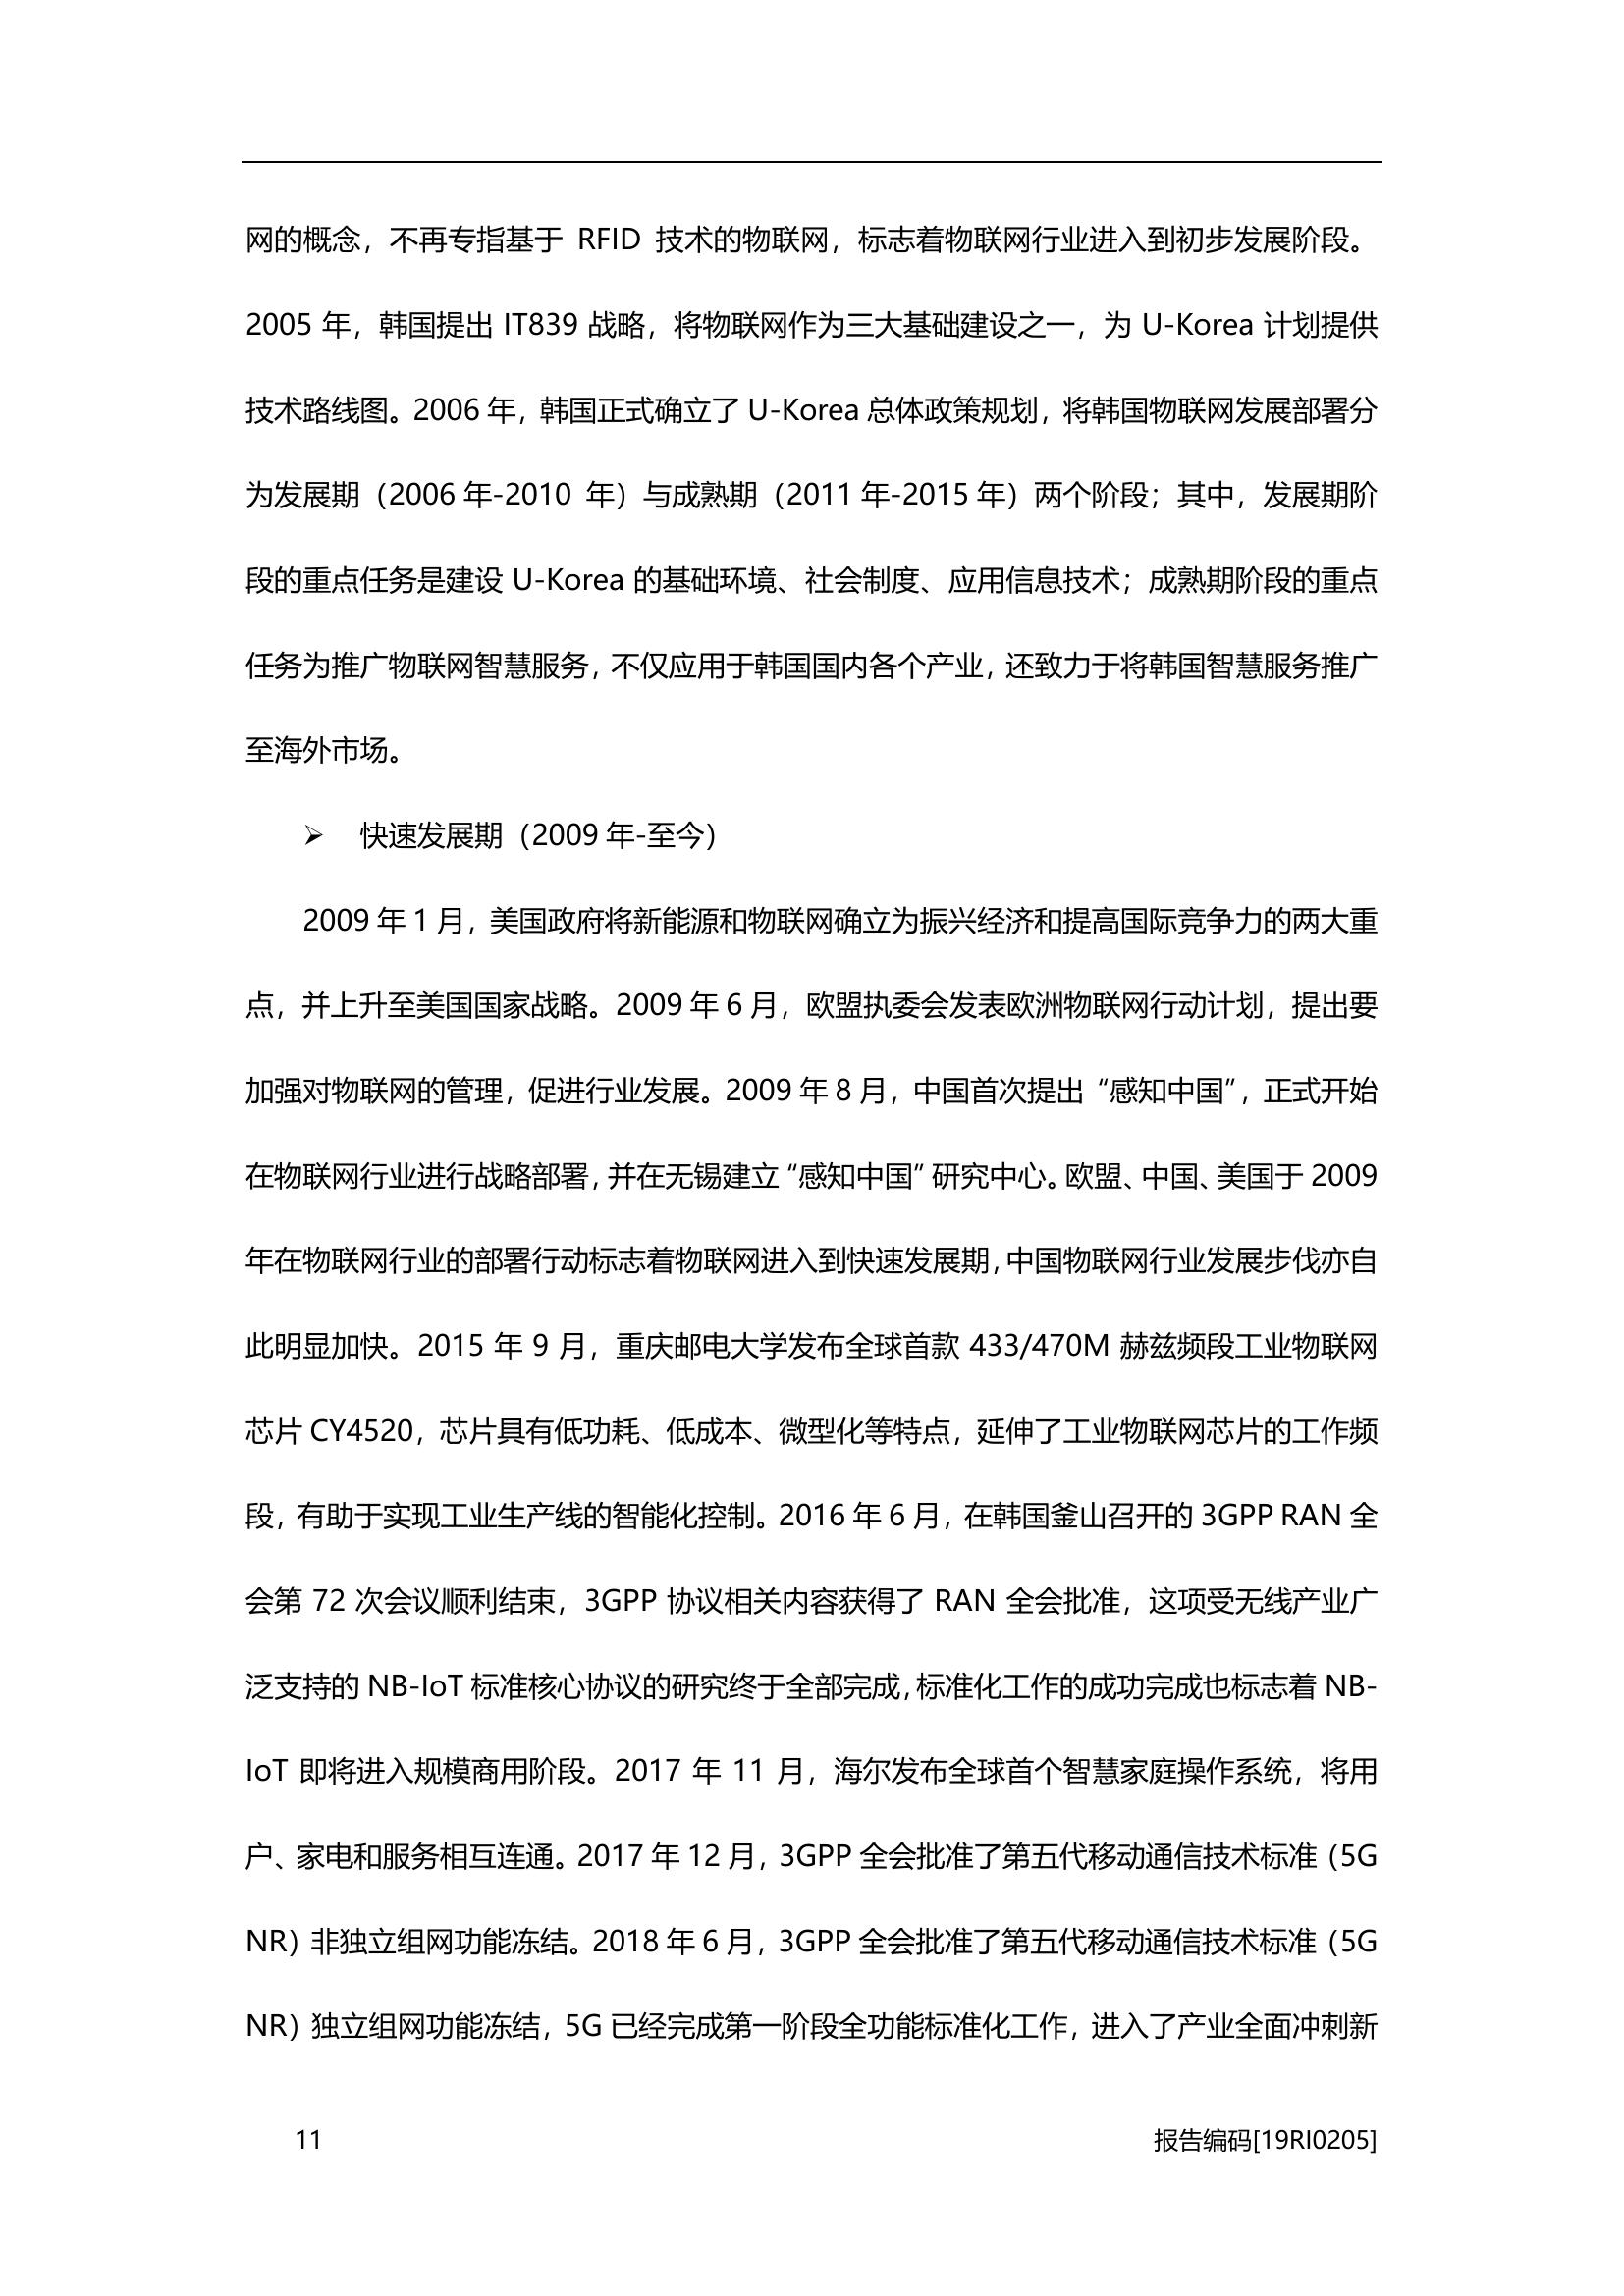 网的概念，不再专指基于 RFID 技术的物联网，标志着物联网行业进入到初步发展阶段。
2005 年，韩国提出 IT839 战略，将物联网作为三大基础建设之一，为 U-Korea 计划提供
技术路线图。2006 年，韩国正式确立了 U-Korea 总体政策规划，将韩国物联网发展部署分
为发展期（2006 年-2010 年）与成熟期（2011 年-2015 年）两个阶段；其中，发展期阶
段的重点任务是建设 U-Korea 的基础环境、社会制度、应用信息技术；成熟期阶段的重点
任务为推广物联网智慧服务，不仅应用于韩国国内各个产业，还致力于将韩国智慧服务推广
至海外市场。
➢ 快速发展期（2009 年-至今）
2009 年 1 月，美国政府将新能源和物联网确立为振兴经济和提高国际竞争力的两大重
点，并上升至美国国家战略。2009 年 6 月，欧盟执委会发表欧洲物联网行动计划，提出要
加强对物联网的管理，促进行业发展。2009 年 8 月，中国首次提出“感知中国”，正式开始
在物联网行业进行战略部署，并在无锡建立“感知中国”研究中心。欧盟、中国、美国于 2009
年在物联网行业的部署行动标志着物联网进入到快速发展期，中国物联网行业发展步伐亦自
此明显加快。2015 年 9 月，重庆邮电大学发布全球首款 433/470M 赫兹频段工业物联网
芯片 CY4520，芯片具有低功耗、低成本、微型化等特点，延伸了工业物联网芯片的工作频
段，有助于实现工业生产线的智能化控制。2016 年 6 月，在韩国釜山召开的 3GPP RAN 全
会第 72 次会议顺利结束，3GPP 协议相关内容获得了 RAN 全会批准，这项受无线产业广
泛支持的 NB-IoT 标准核心协议的研究终于全部完成，标准化工作的成功完成也标志着 NB-
IoT 即将进入规模商用阶段。2017 年 11 月，海尔发布全球首个智慧家庭操作系统，将用
户、家电和服务相互连通。2017 年 12 月，3GPP 全会批准了第五代移动通信技术标准（5G
NR）非独立组网功能冻结。2018 年 6 月，3GPP 全会批准了第五代移动通信技术标准（5G
NR）独立组网功能冻结，5G 已经完成第一阶段全功能标准化工作，进入了产业全面冲刺新
11 报告编码[19RI0205]